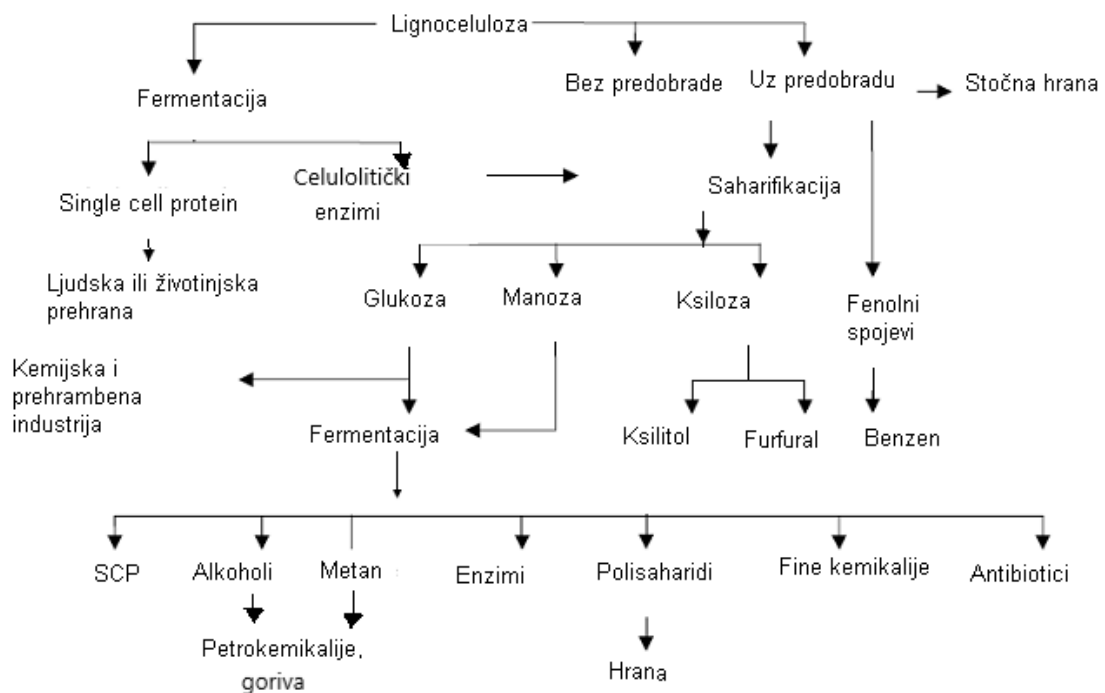 Lignoceluloza
Bez predobrade
Uz predobradu
Stočna hrana
Fermentacija
Celulolitički
enzimi
Saharifikacija
Single cell protein
Ljudska ili životinjska
prehrana
Glukoza
Manoza
Ksiloza
Fenolni
spojevi
Kemijska i
prehrambena
industrija
Fermentacija
Ksilitol
Furfural
Benzen
SCP
Alkoholi
Metan
Enzimi
Polisaharidi
Fine kemikalije
Antibiotici
Petrokemikalije,
goriva
Hrana